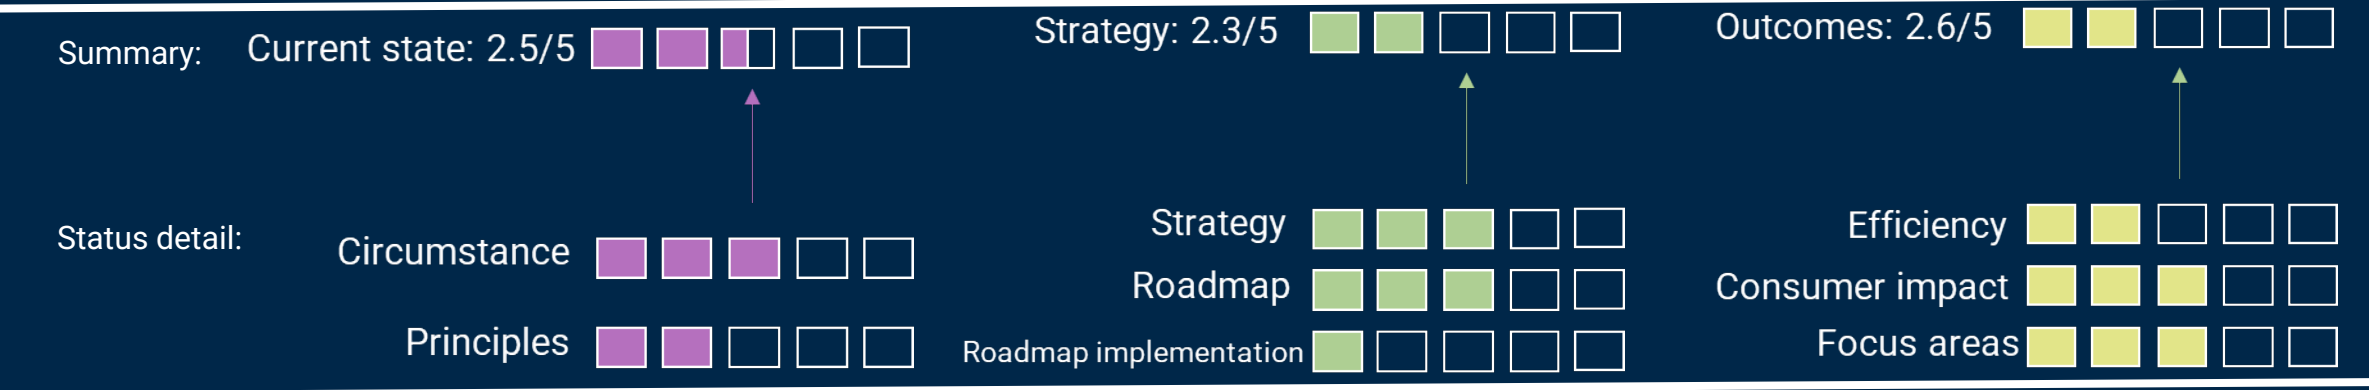 Summary:
Current state: 2.5/5
Strategy: 2.3/5
Outcomes: 2.6/5
Status detail:
Circumstance
Principles
Strategy
Roadmap
Roadmap implementation
Efficiency
Consumer impact
Focus areas